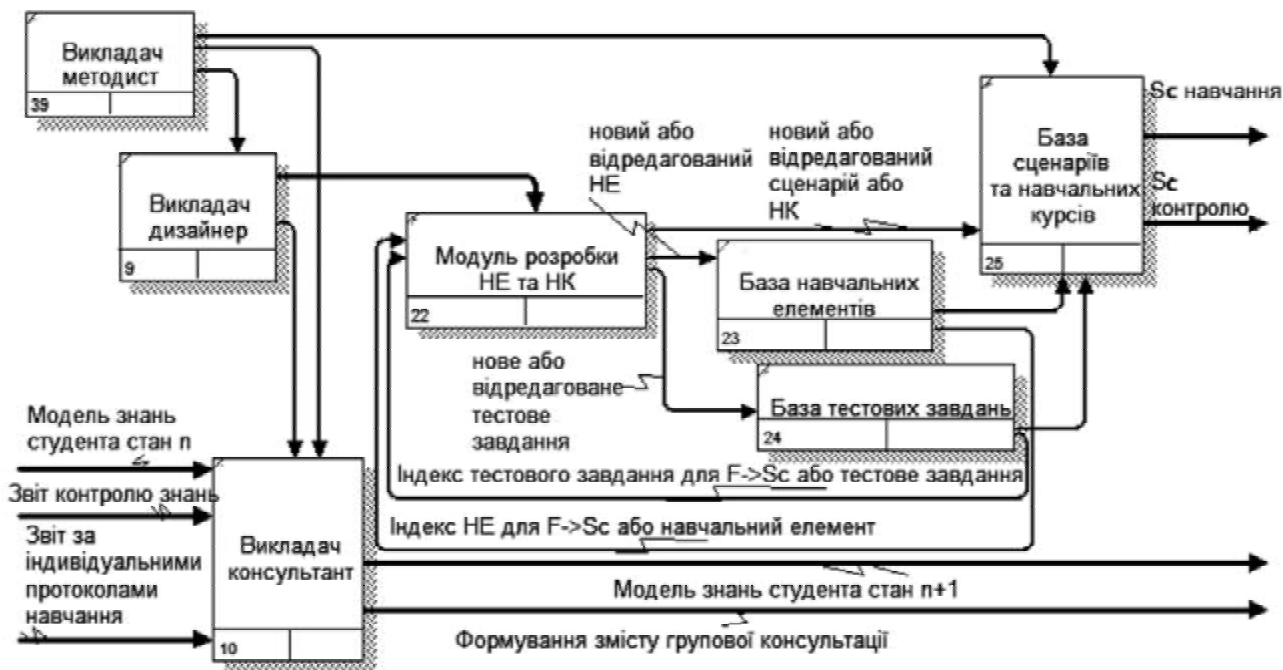 Викладач
методист
39
Викладач
дизайнер
9
новий або
відредагований
НЕ
новий або
відредагований
сценарій або
НК
База
сценаріїв
та навчальних
курсів
25
Sc навчання
Sc
контролю
Модуль розробки
НЕ та НК
22
База навчальних
елементів
23
нове або
відредаговане
тестове
завдання
База тестових завдань
24
Модель знань
студента стан n
Звіт контролю знань
Звіт за
індивідуальними
протоколами
навчання
Індекс тестового завдання для F->Sc або тестове завдання
Індекс НЕ для F->Sc або навчальний елемент
Викладач
консультант
10
Модель знань студента стан n+1
Формування змісту групової консультації